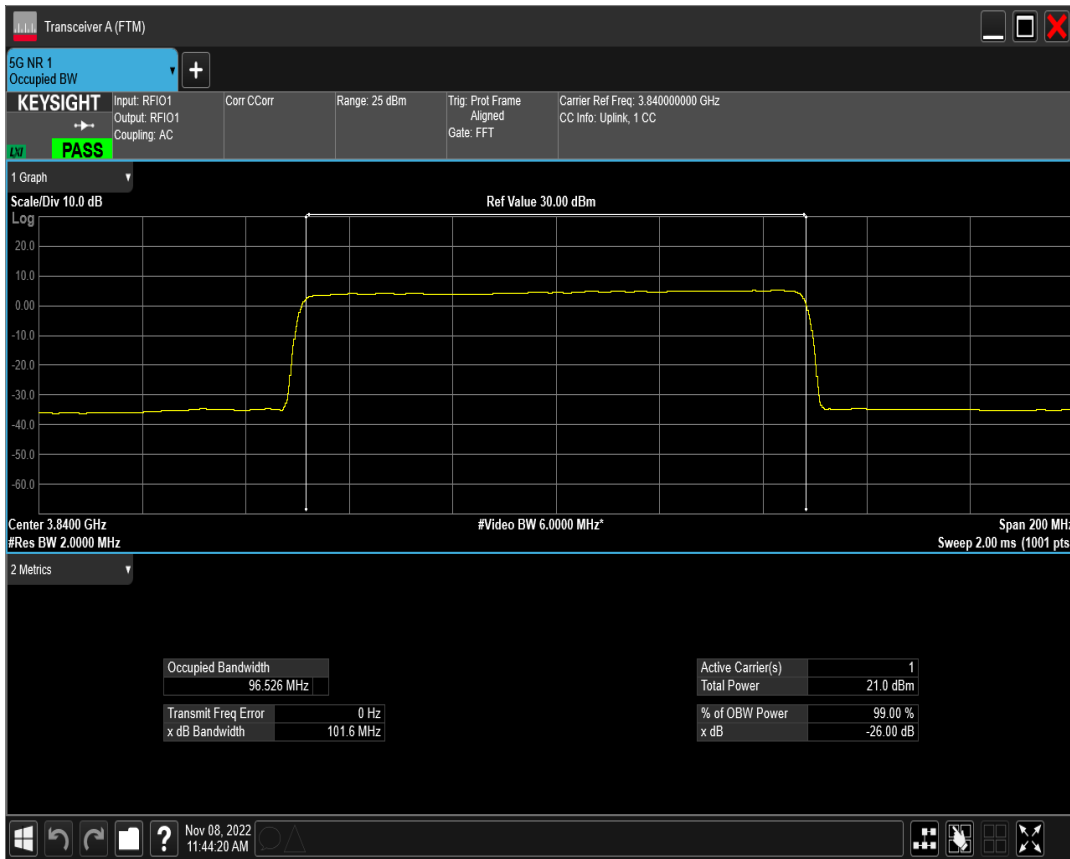 Transceiver A (FTM)
5G NR 1
Occupied BW
+
KEYSIGHT
LXI
PASS
Input: RFIO1
Output: RFIO1
Coupling: AC
Corr CCorr
Range: 25 dBm
Trig: Prot Frame
Aligned
Gate: FFT
Carrier Ref Freq: 3.840000000 GHz
CC Info: Uplink, 1 CC
1 Graph
Scale/Div 10.0 dB
Ref Value 30.00 dBm
Log
20.0
10.0
0.00
-10.0
-20.0
-30.0
-40.0
-50.0
-60.0
Center 3.8400 GHz
#Video BW 6.0000 MHz*
Span 200 MHz
#Res BW 2.0000 MHz
Sweep 2.00 ms (1001 pts
2 Metrics
Occupied Bandwidth
96.526 MHz
Transmit Freq Error 0 Hz
x dB Bandwidth 101.6 MHz
Active Carrier(s) 1
Total Power 21.0 dBm
% of OBW Power 99.00 %
x dB -26.00 dB
?
Nov 08, 2022
11:44:20 AM